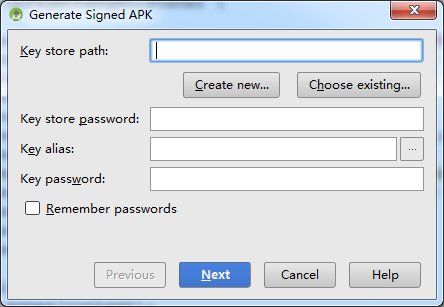 Generate Signed APK
Key store path:
Create new... Choose existing...
Key store password:
Key alias:
...
Key password:
Remember passwords
Previous Next Cancel Help